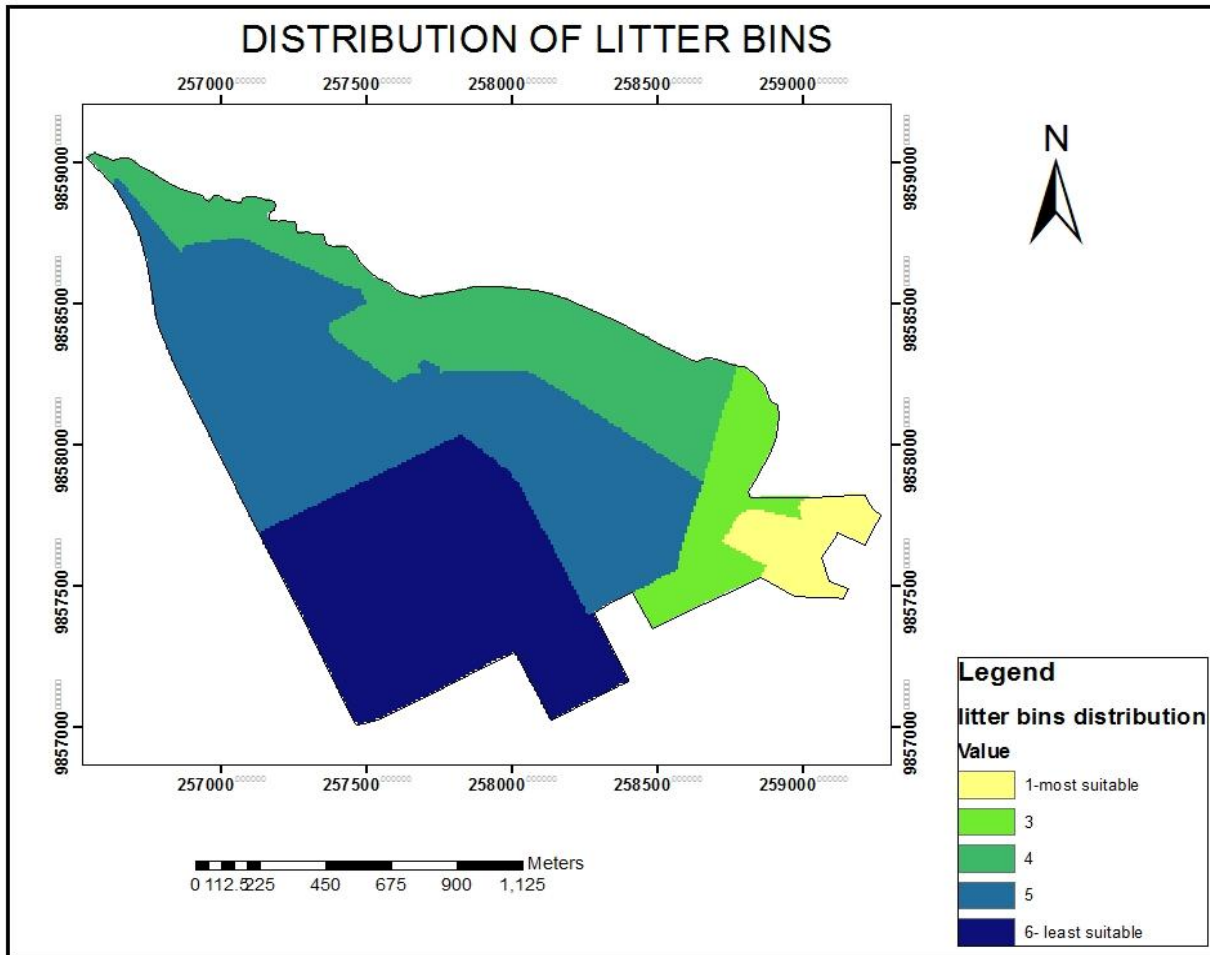 DISTRIBUTION OF LITTER BINS
257000 257500 258000 258500 259000
N
9859000 9859000
9858500 9858500
9858000 9858000
9857500 9857500
9857000 9857000
257000 257500 258000 258500 259000
Meters
0 112.5 225 450 675 900 1,125
Legend
litter bins distribution
Value
1-most suitable
3
4
5
6- least suitable